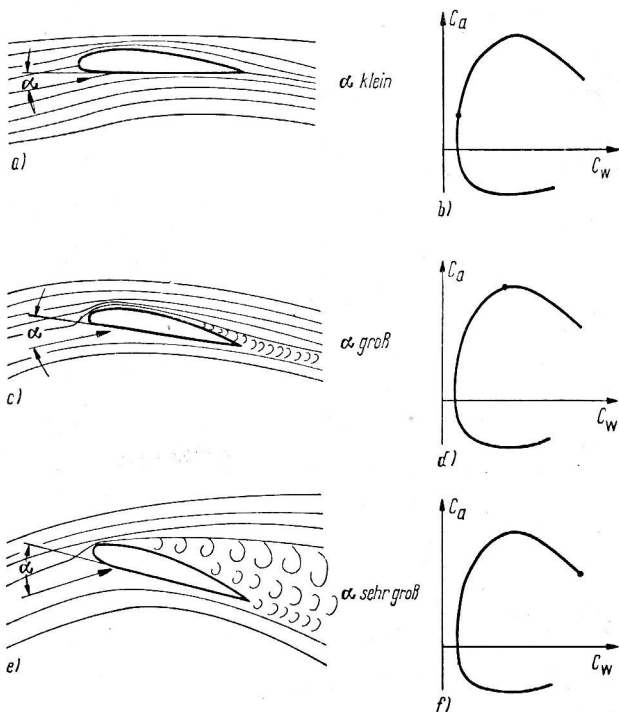 Ca
α
α klein
Cw
a)
b)
Ca
α
α groß
Cw
c)
d)
Ca
α
α sehr groß
Cw
e)
f)